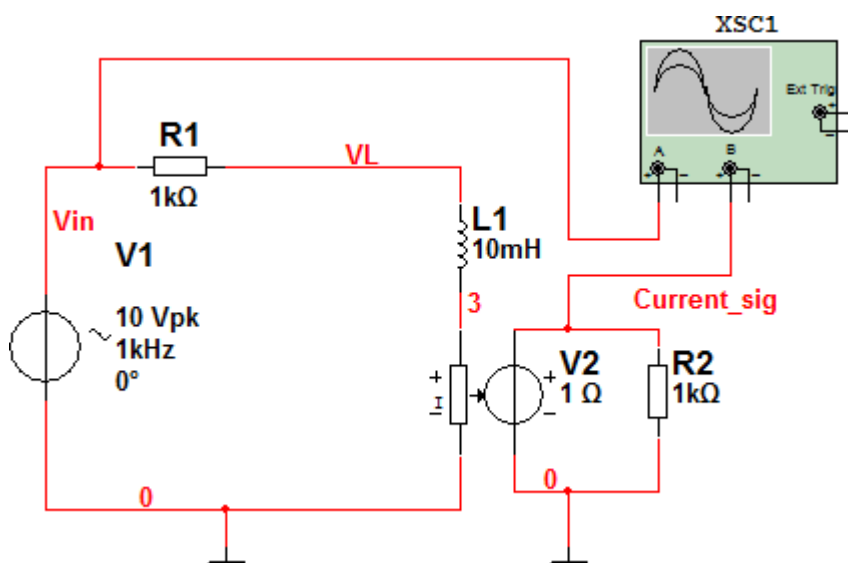 XSC1
Ext Trig
+
−
A
B
+ −
+ −
R1
1kΩ
VL
Vin
V1
10 Vpk
1kHz
0°
L1
10mH
3
Current_sig
+
I
−
V2
1 Ω
+
−
R2
1kΩ
0
0